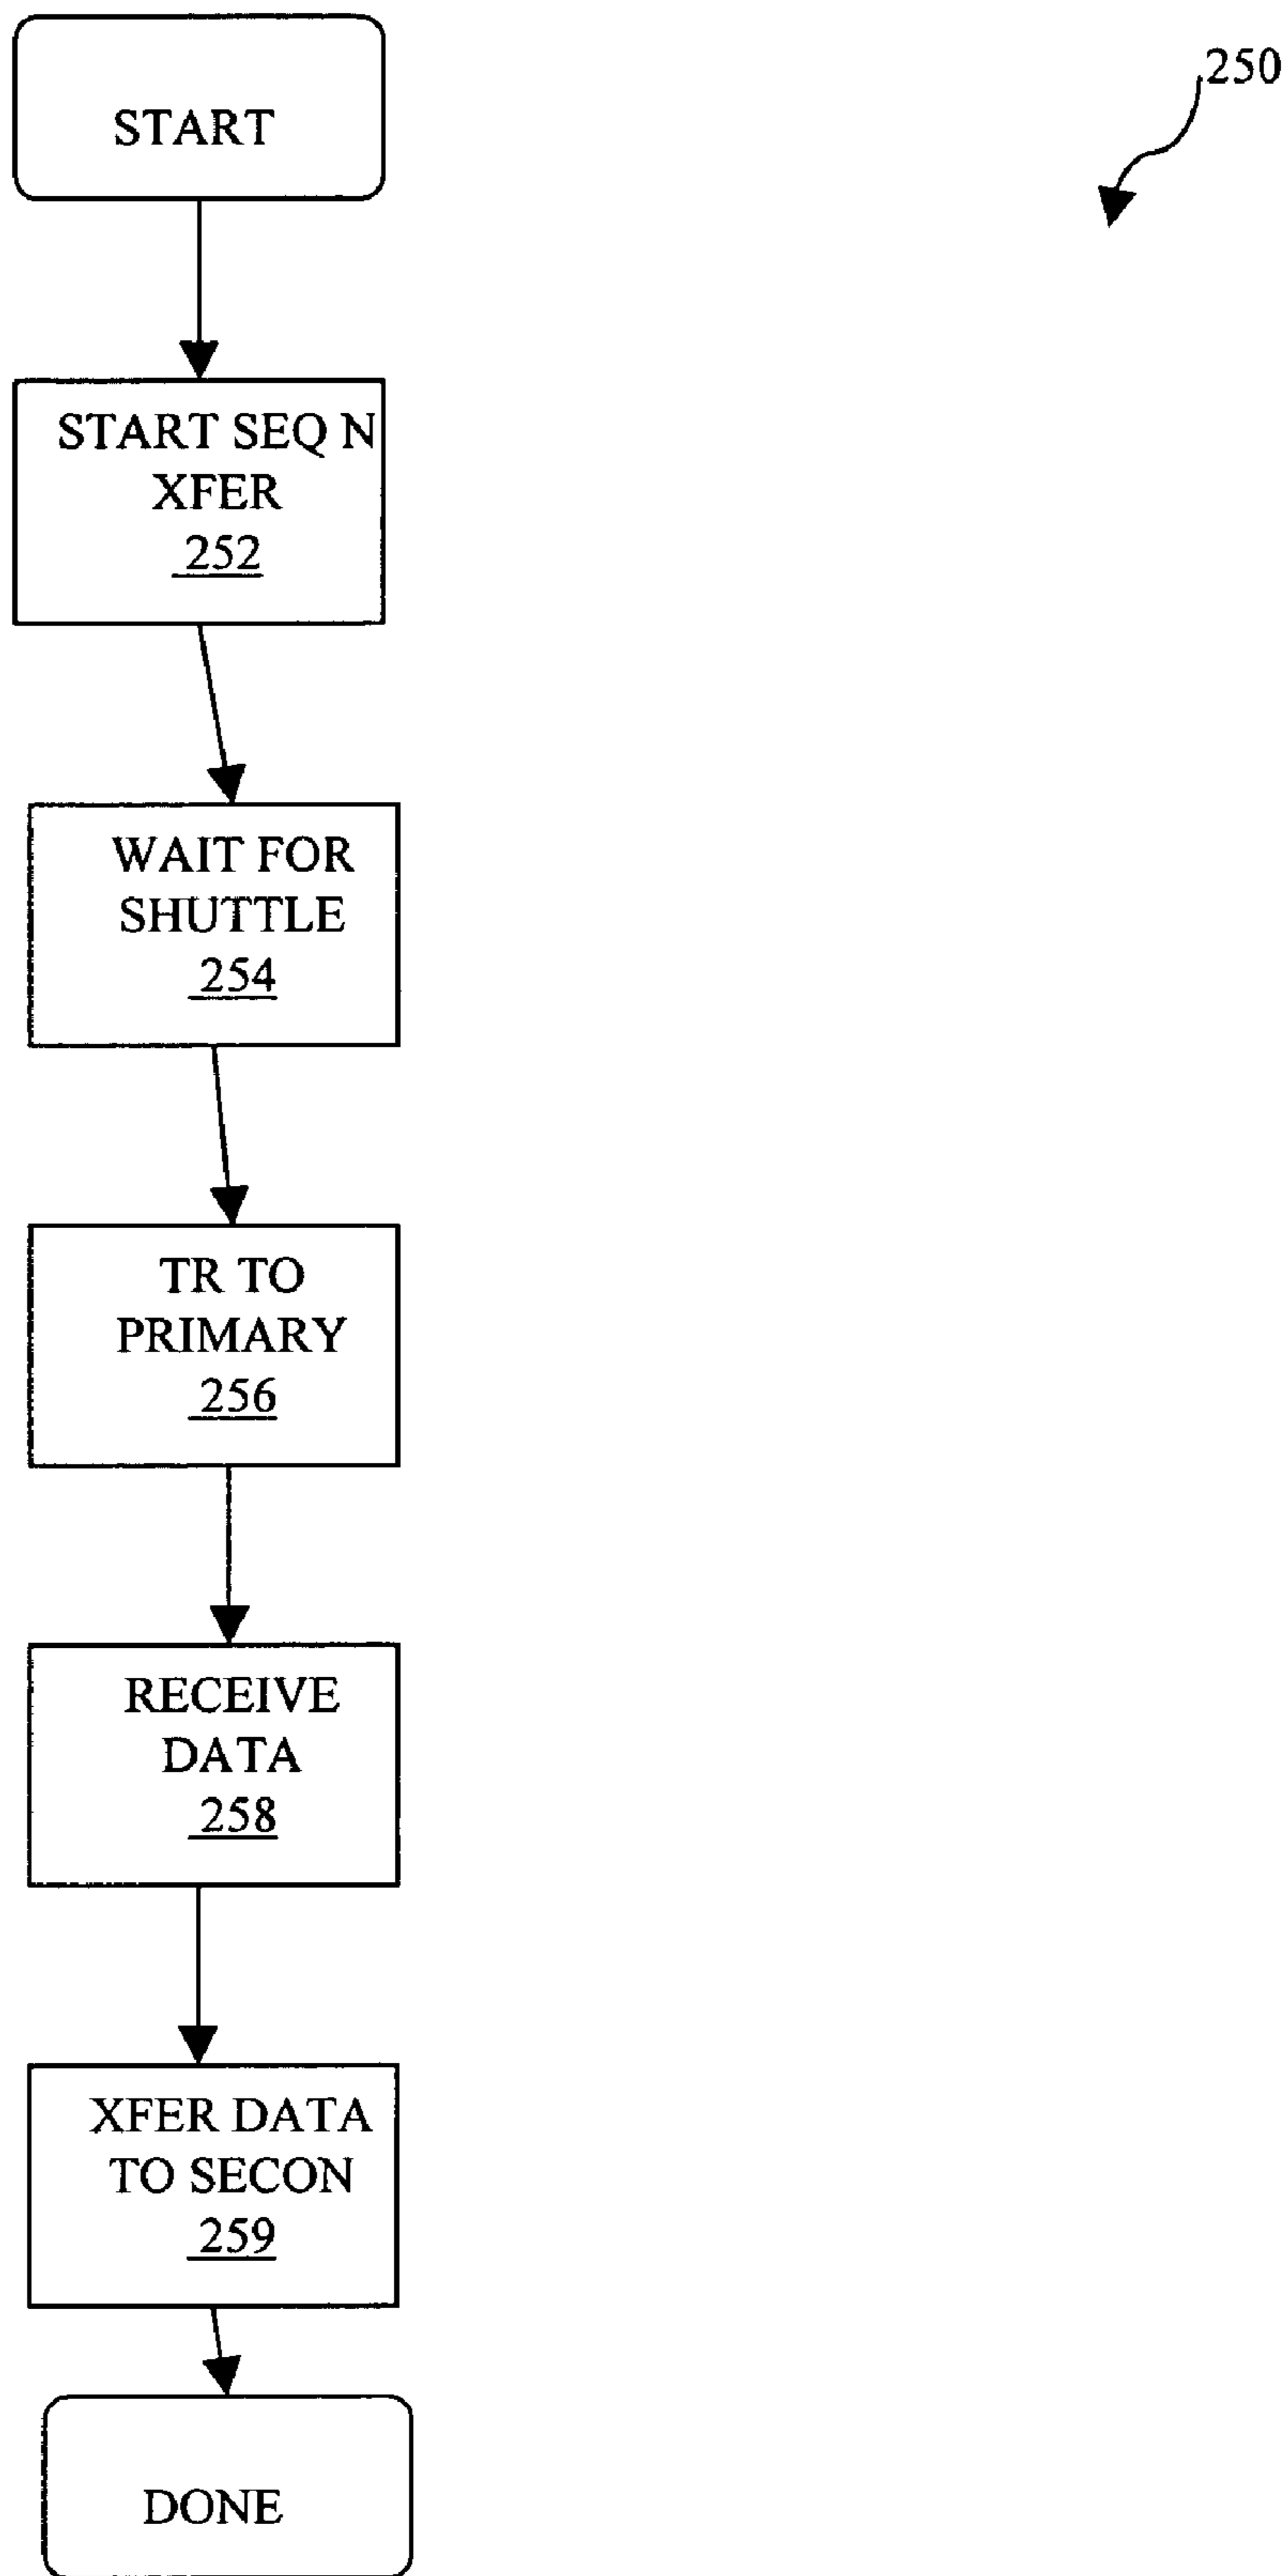 START
250
START SEQ N
XFER
252
WAIT FOR
SHUTTLE
254
TR TO
PRIMARY
256
RECEIVE
DATA
258
XFER DATA
TO SECON
259
DONE